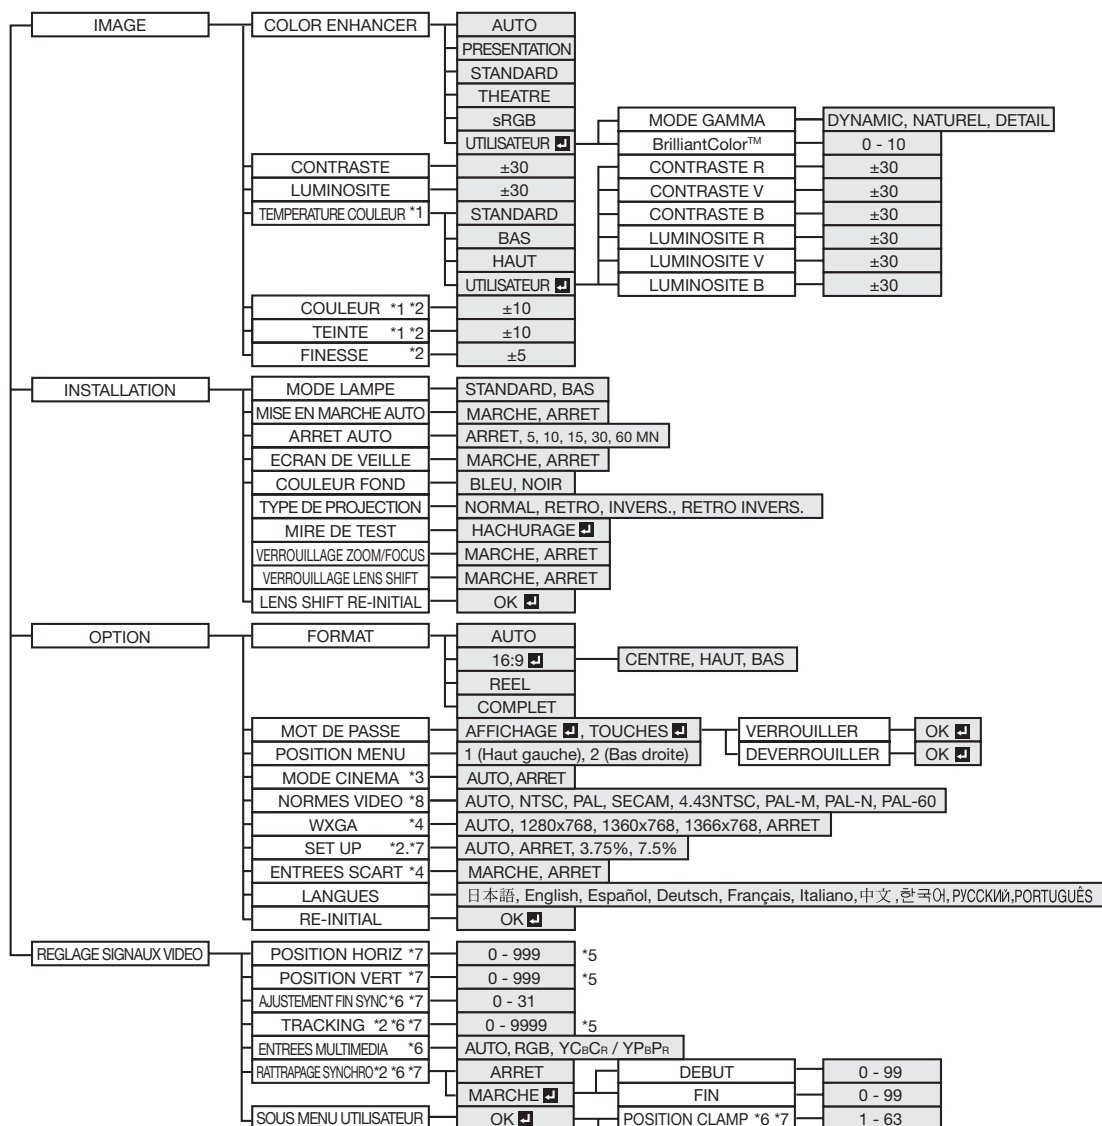 IMAGE COLOR ENHANCER AUTO
PRESENTATION
STANDARD
THEATRE
sRGB MODE GAMMA DYNAMIC, NATUREL, DETAIL
UTILISATEUR BrilliantColor™ 0 - 10
CONTRASTE ±30 CONTRASTE R ±30
LUMINOSITE ±30 CONTRASTE V ±30
TEMPERATURE COULEUR *1 STANDARD CONTRASTE B ±30
BAS LUMINOSITE R ±30
HAUT LUMINOSITE V ±30
UTILISATEUR LUMINOSITE B ±30
COULEUR *1 *2 ±10
TEINTE *1 *2 ±10
FINESSE *2 ±5
INSTALLATION MODE LAMPE STANDARD, BAS
MISE EN MARCHE AUTO MARCHE, ARRET
ARRET AUTO ARRET, 5, 10, 15, 30, 60 MN
ECRAN DE VEILLE MARCHE, ARRET
COULEUR FOND BLEU, NOIR
TYPE DE PROJECTION NORMAL, RETRO, INVERS., RETRO INVERS.
MIRE DE TEST HACHURAGE
VERROUILLAGE ZOOM/FOCUS MARCHE, ARRET
VERROUILLAGE LENS SHIFT MARCHE, ARRET
LENS SHIFT RE-INITIAL OK
OPTION FORMAT AUTO
16:9 CENTRE, HAUT, BAS
REEL
COMPLET
MOT DE PASSE AFFICHAGE , TOUCHES VERROUILLER OK
POSITION MENU 1 (Haut gauche), 2 (Bas droite) DEVERROUILLER OK
MODE CINEMA *3 AUTO, ARRET
NORMES VIDEO *8 AUTO, NTSC, PAL, SECAM, 4.43NTSC, PAL-M, PAL-N, PAL-60
WXGA *4 AUTO, 1280x768, 1360x768, 1366x768, ARRET
SET UP *2.*7 AUTO, ARRET, 3.75%, 7.5%
ENTREES SCART *4 MARCHE, ARRET
LANGUES 日本語, English, Español, Deutsch, Français, Italiano,中文,한국어,РУССКИЙ,PORTUGUÊS
RE-INITIAL OK
REGLAGE SIGNAUX VIDEO POSITION HORIZ *7 0 - 999 *5
POSITION VERT *7 0 - 999 *5
AJUSTEMENT FIN SYNC*6 *7 0 - 31
TRACKING *2 *6 *7 0 - 9999 *5
ENTREES MULTIMEDIA *6 AUTO, RGB, YCBCR / YPBPR
RATTRAPAGE SYNCHRO*2 *6 *7 ARRET DEBUT 0 - 99
MARCHE FIN 0 - 99
SOUS MENU UTILISATEUR OK POSITION CLAMP *6 *7 1 - 63